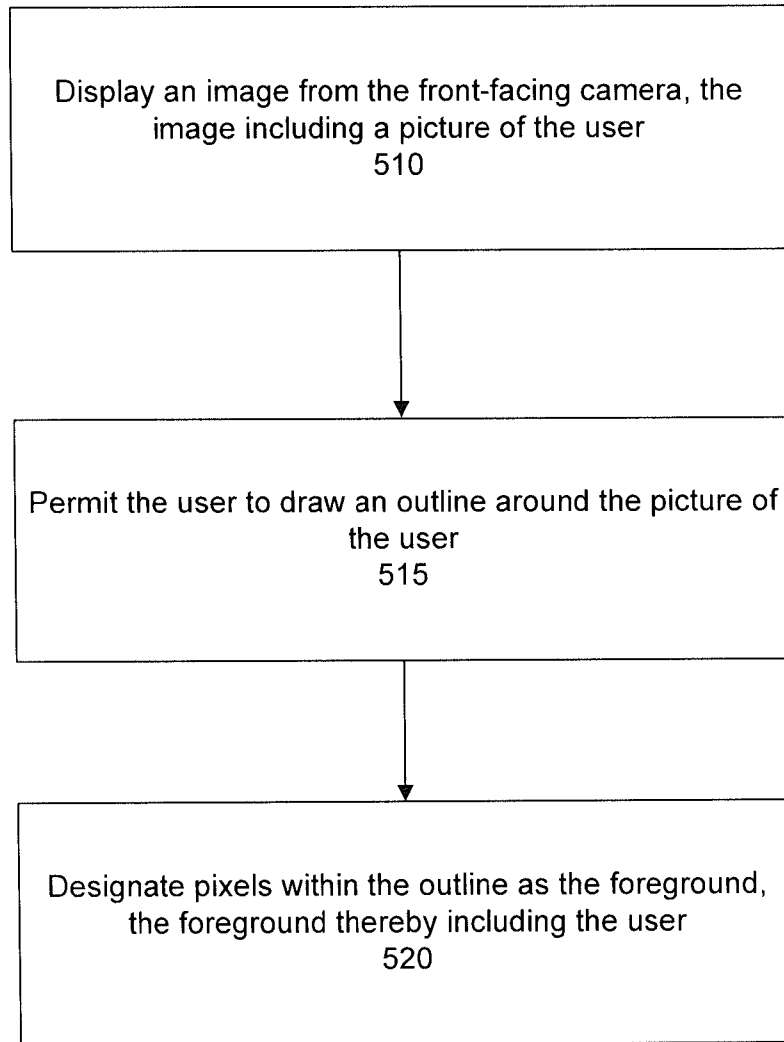 Display an image from the front-facing camera, the
image including a picture of the user
510
Permit the user to draw an outline around the picture of
the user
515
Designate pixels within the outline as the foreground,
the foreground thereby including the user
520